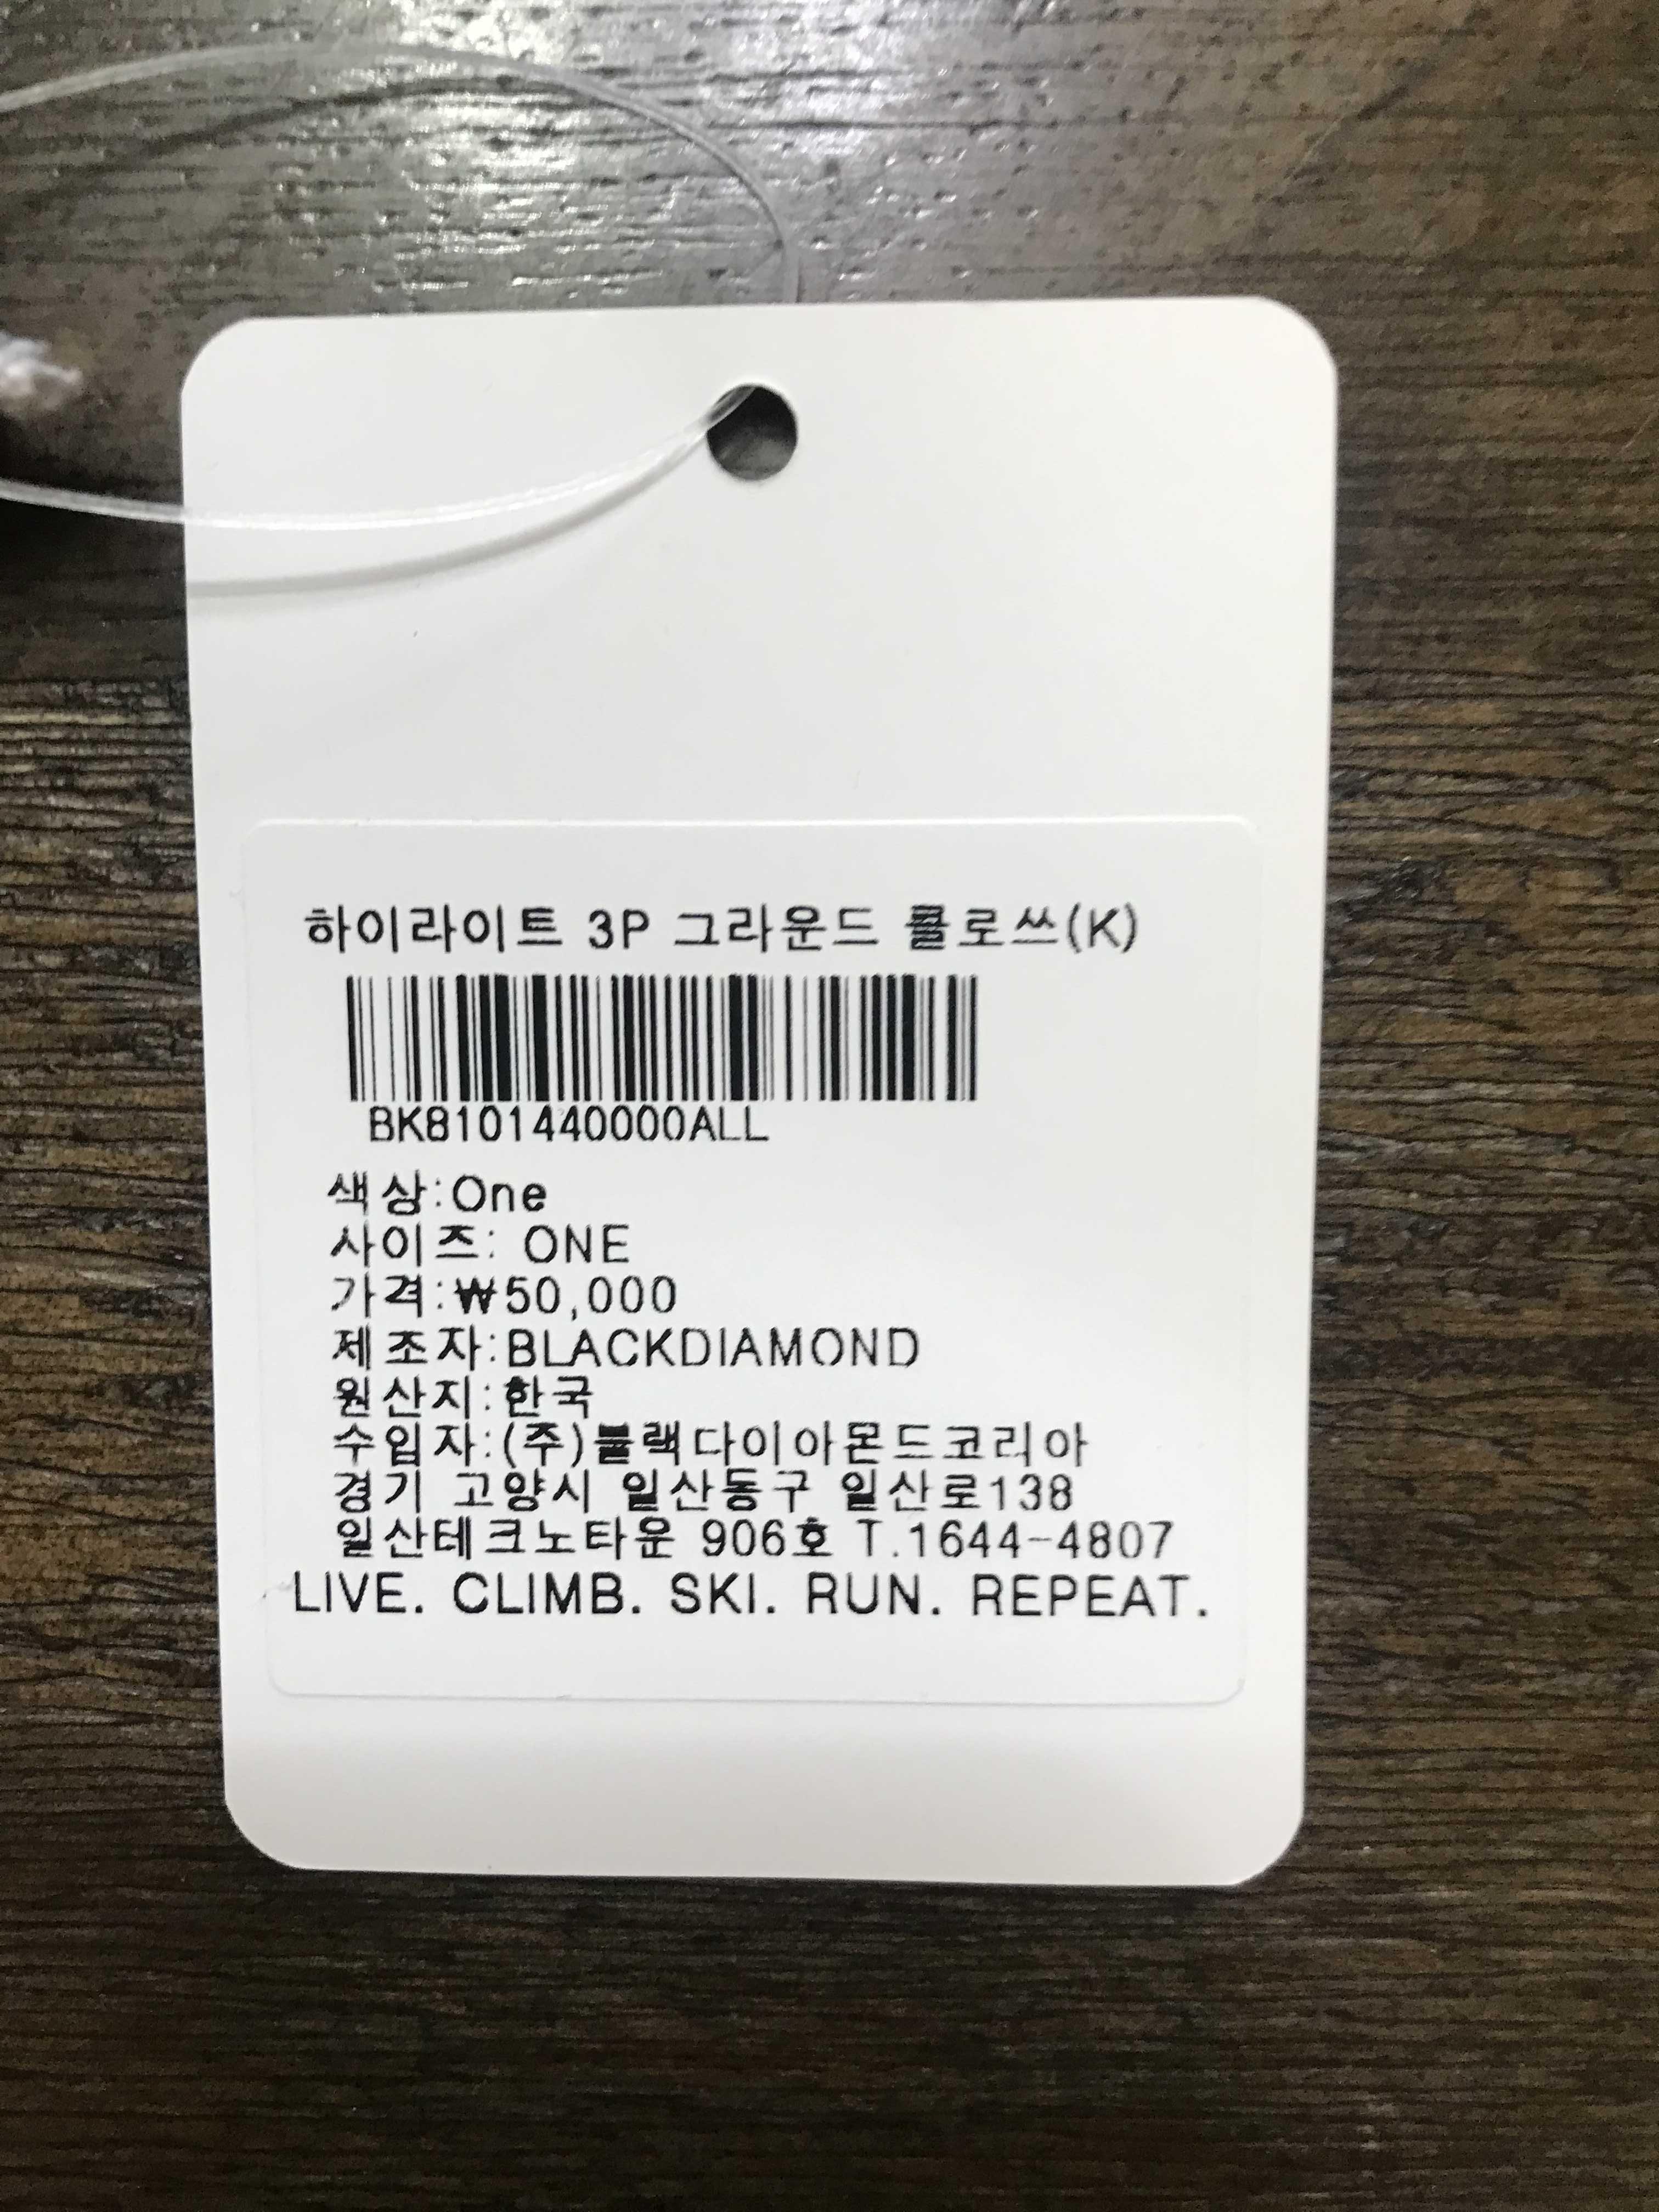 하이라이트 3P 그라운드 클로쓰(K)
BK8101440000ALL
색상:One
사이즈: ONE
가격:₩50,000
제조자:BLACKDIAMOND
원산지:한국
수입자:(주)블랙다이아몬드코리아
경기 고양시 일산동구 일산로138
일산테크노타운 906호 T.1644-4807
LIVE. CLIMB. SKI. RUN. REPEAT.